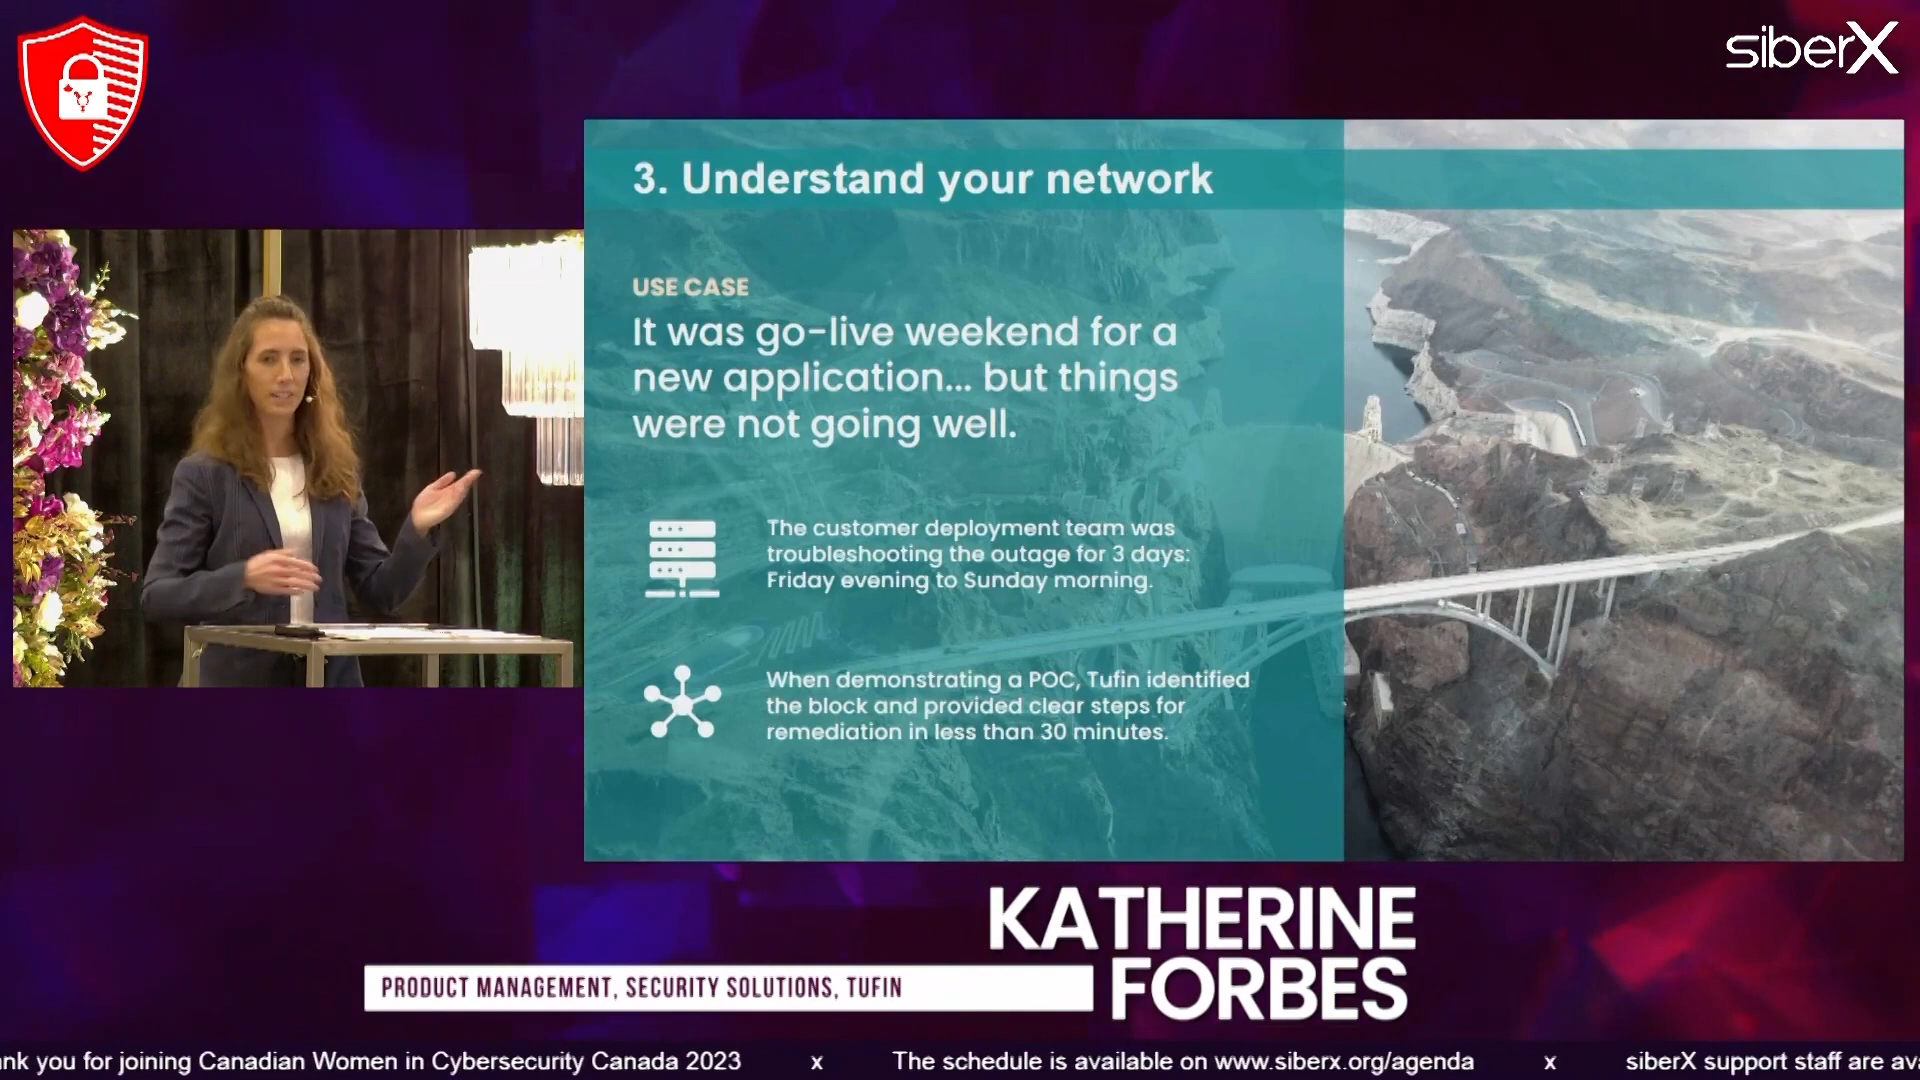 siberX
3. Understand your network
USE CASE
It was go-live weekend for a
new application... but things
were not going well.
The customer deployment team was
troubleshooting the outage for 3 days:
Friday evening to Sunday morning.
When demonstrating a POC, Tufin identified
the block and provided clear steps for
remediation in less than 30 minutes.
KATHERINE
FORBES
PRODUCT MANAGEMENT, SECURITY SOLUTIONS, TUFIN
nk you for joining Canadian Women in Cybersecurity Canada 2023 x The schedule is available on www.siberx.org/agenda x siberX support staff are av